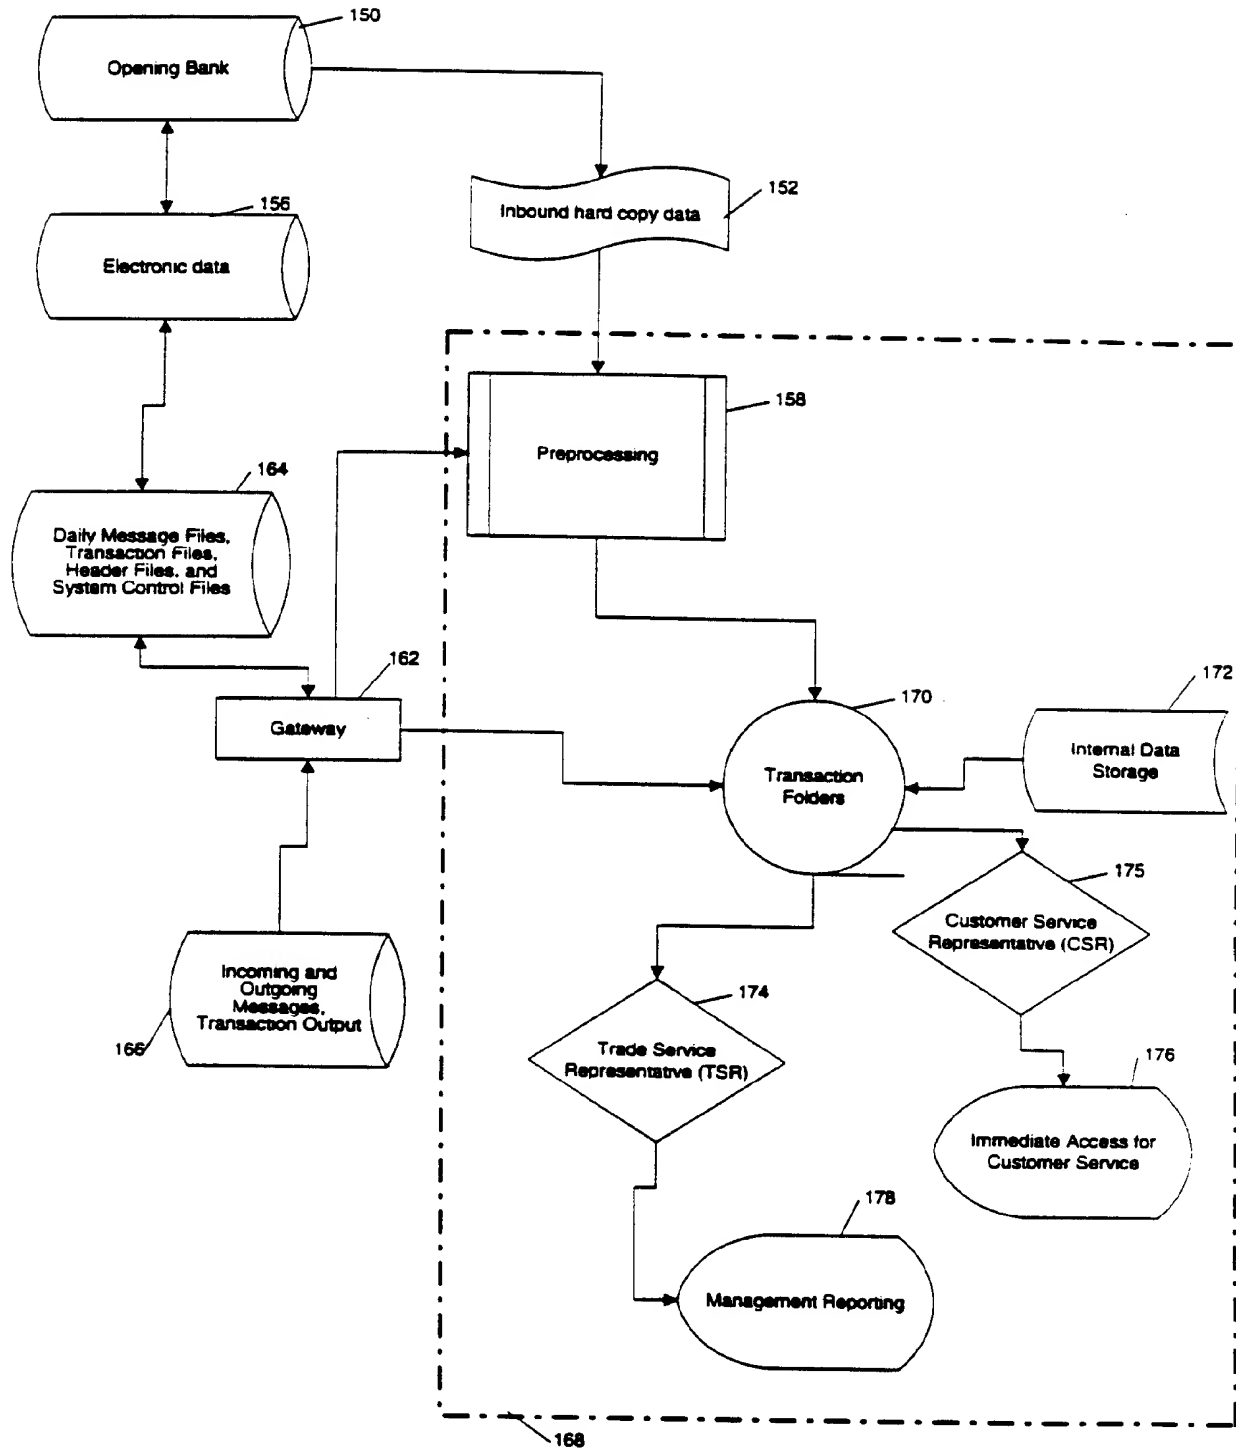 150
Opening Bank
152
Inbound hard copy data
156
Electronic data
158
Preprocessing
164
Daily Message Files,
Transaction Files,
Header Files, and
System Control Files
162
Gateway
170
Transaction
Folders
172
Internal Data
Storage
175
Customer Service
Representative (CSR)
166
Incoming and
Outgoing
Messages,
Transaction Output
174
Trade Service
Representative (TSR)
176
Immediate Access for
Customer Service
178
Management Reporting
168